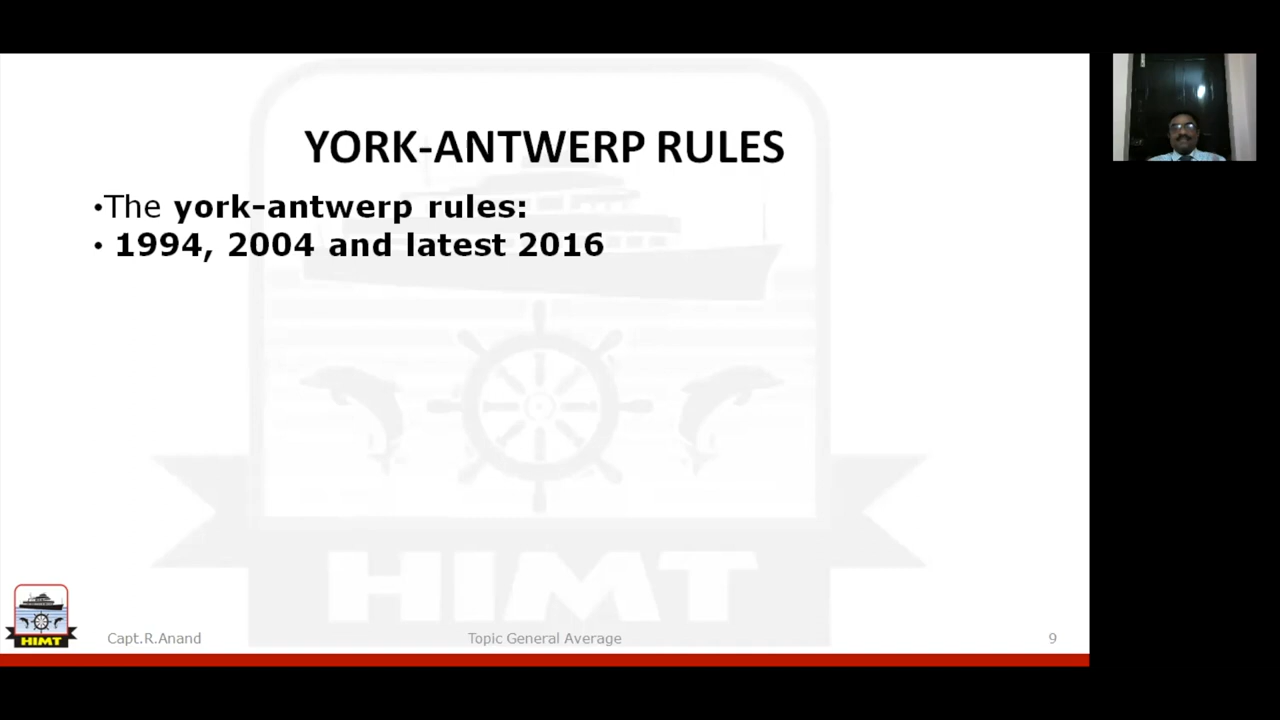 YORK-ANTWERP RULES
•The york-antwerp rules:
• 1994, 2004 and latest 2016
HIMT
HIMT
Capt.R.Anand
Topic General Average
9